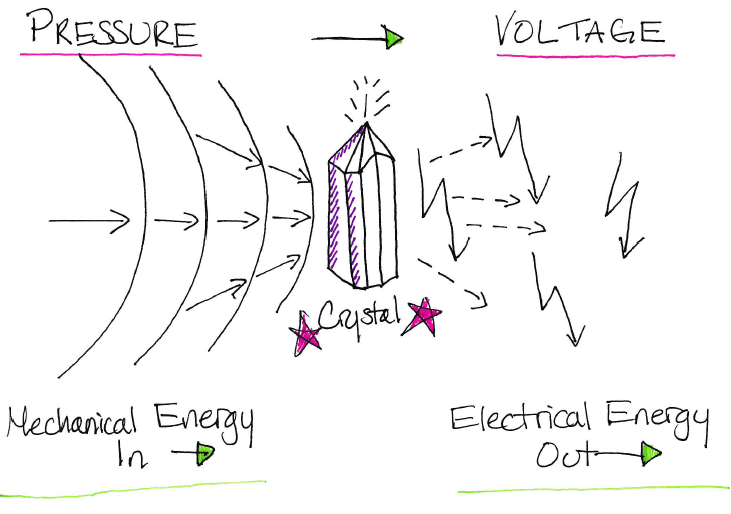 PRESSURE
VOLTAGE
Crystal
Mechanical Energy
In
Electrical Energy
Out